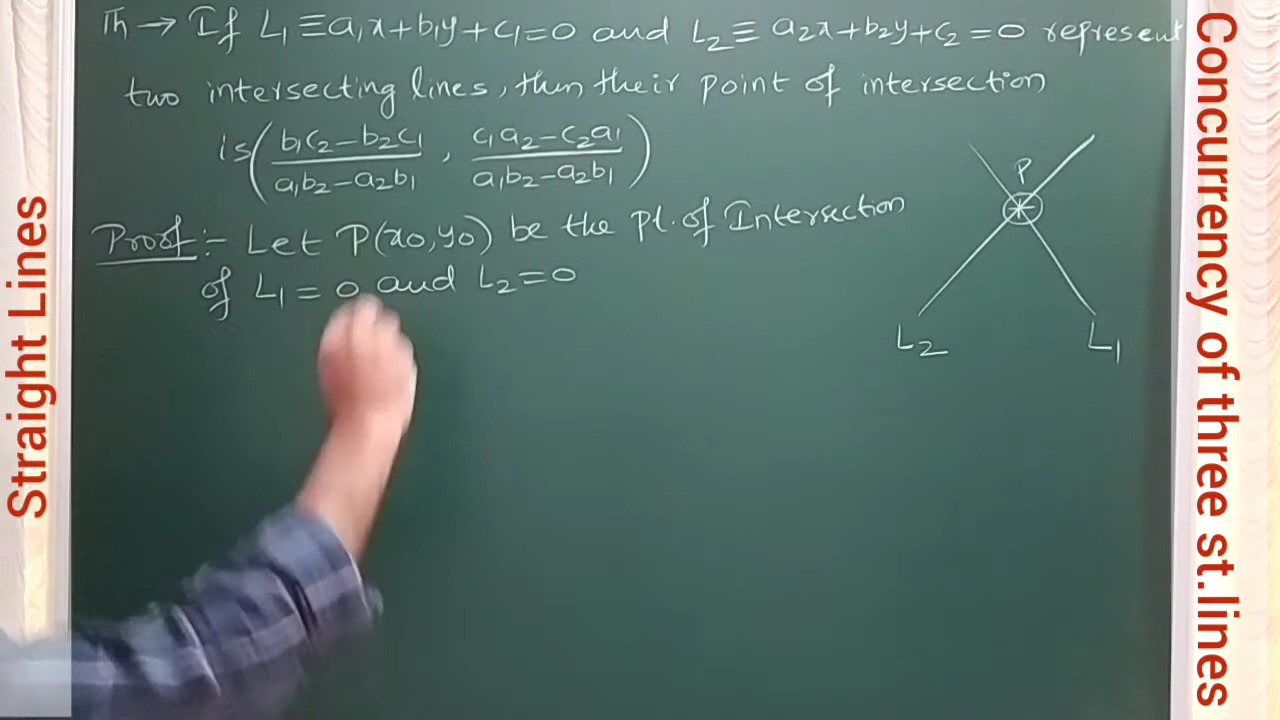 Straight Lines
Th → If L₁ ≡ a₁x + b₁y + c₁ = 0 and L₂ ≡ a₂x + b₂y + c₂ = 0 represent
two intersecting lines, then their point of intersection
is ( (b₁c₂ − b₂c₁)/(a₁b₂ − a₂b₁) , (c₁a₂ − c₂a₁)/(a₁b₂ − a₂b₁) )
Proof :- Let P(x₀, y₀) be the pt. of Intersection
of L₁ = 0 and L₂ = 0
P
L₂
L₁
Concurrency of three st.lines